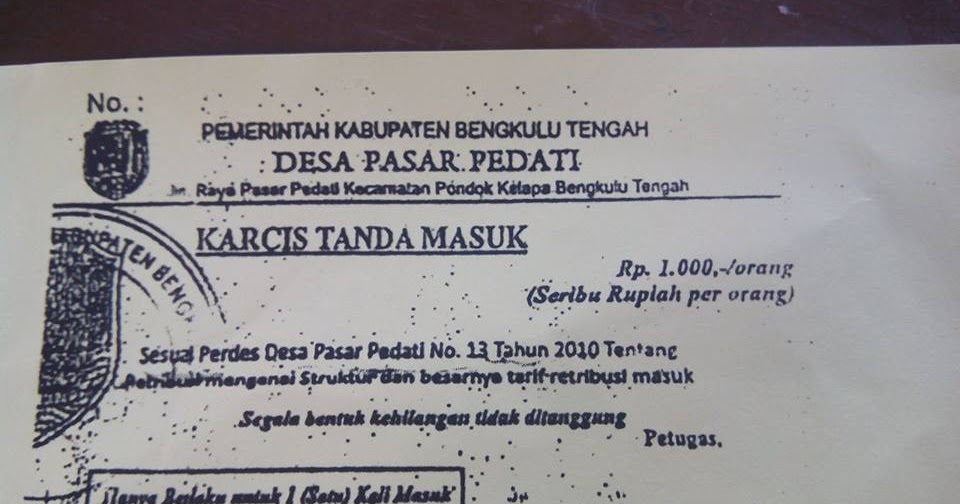 No. :
PEMERINTAH KABUPATEN BENGKULU TENGAH
DESA PASAR PEDATI
Jln. Raya Pasar Pedati Kecamatan Pondok Kelapa Bengkulu Tengah
KABUPATEN BENGK
KARCIS TANDA MASUK
Rp. 1.000,-/orang
(Seribu Rupiah per orang)
Sesuai Perdes Desa Pasar Pedati No. 13 Tahun 2010 Tentang
Retribusi mengenai Struktur dan besarnya tarif retribusi masuk
Segala bentuk kehilangan tidak ditanggung
Petugas,
Hanya Berlaku untuk 1 (Satu) Kali Masuk